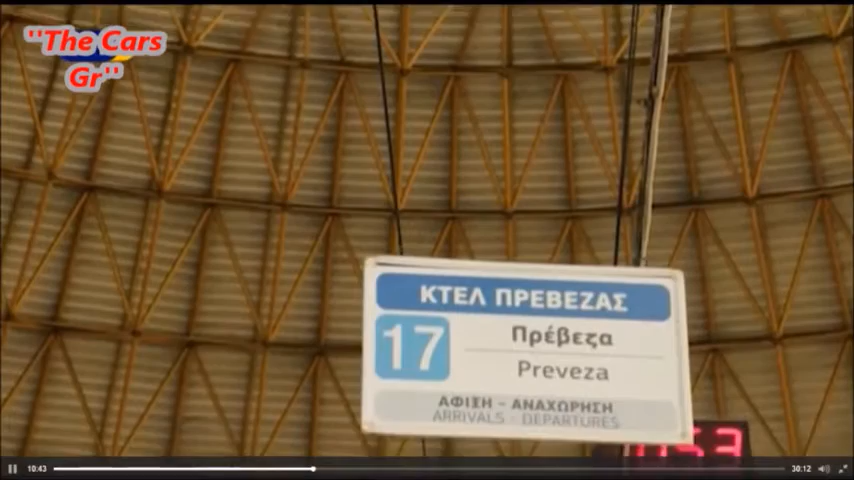 "The Cars
Gr"
ΚΤΕΛ ΠΡΕΒΕΖΑΣ
17
Πρέβεζα
Preveza
ΑΦΙΞΗ - ΑΝΑΧΩΡΗΣΗ
ARRIVALS - DEPARTURES
10:43
30:12